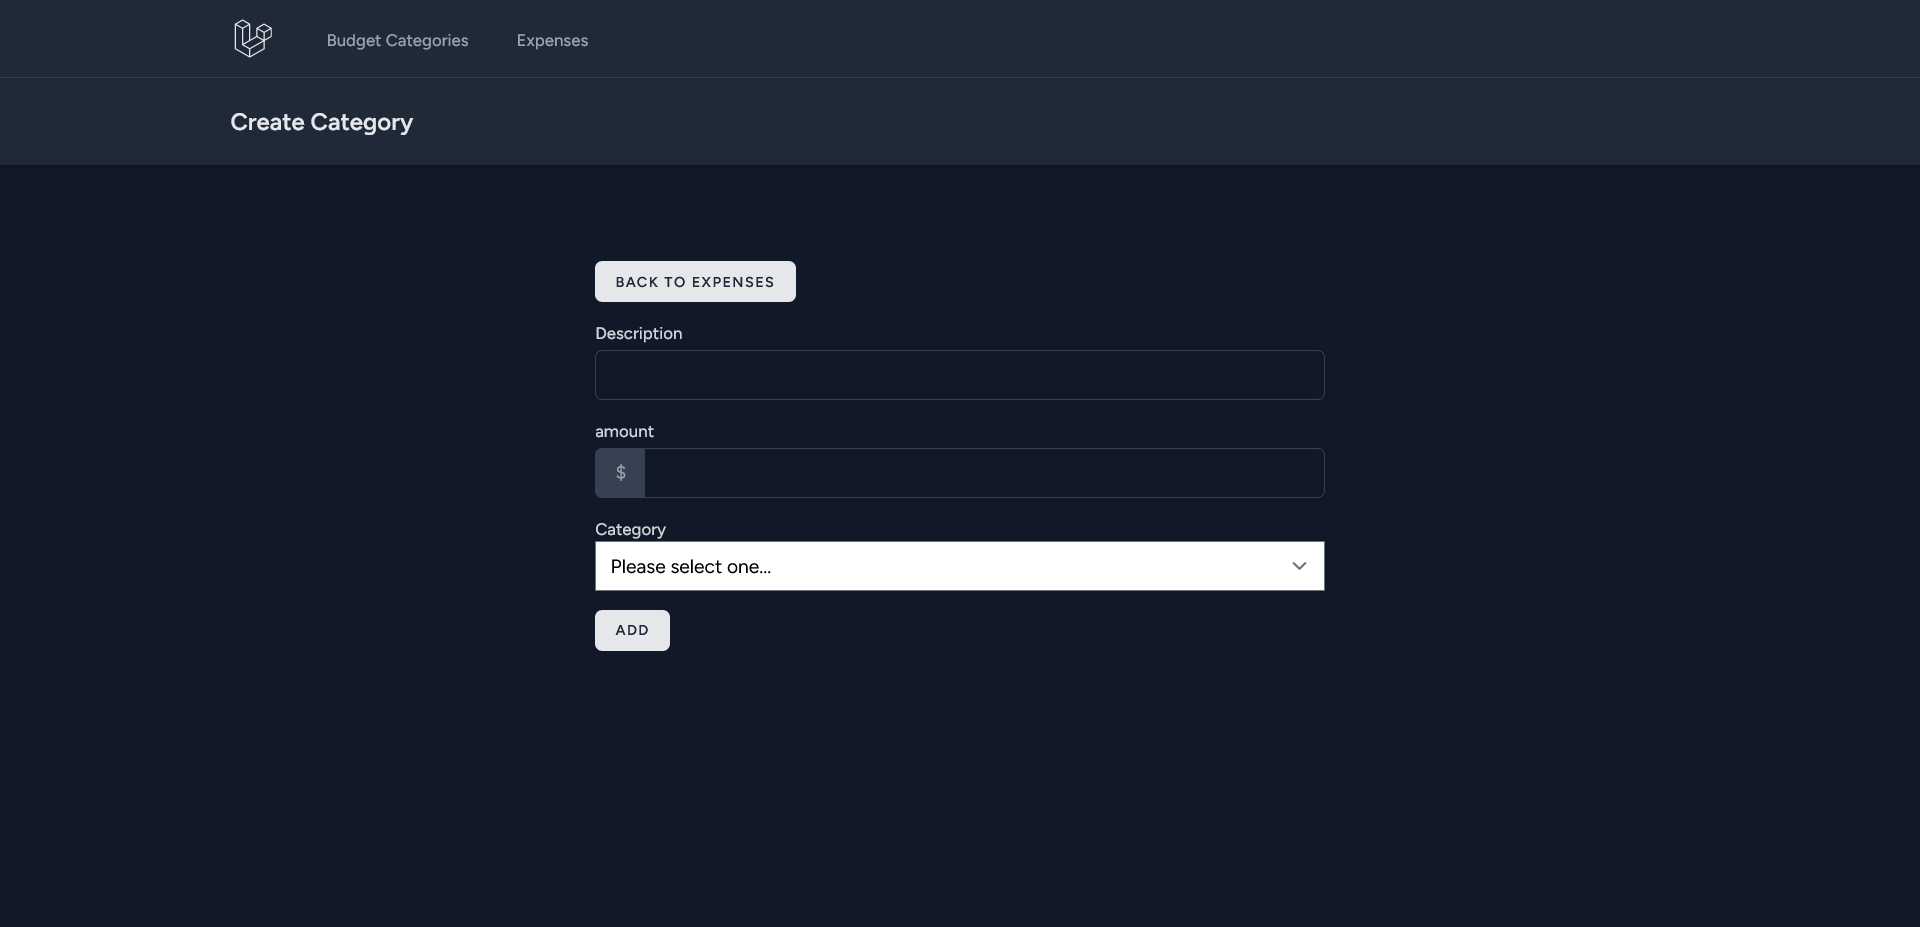 Budget Categories Expenses
Create Category
BACK TO EXPENSES
Description
amount
$
Category
Please select one...
ADD